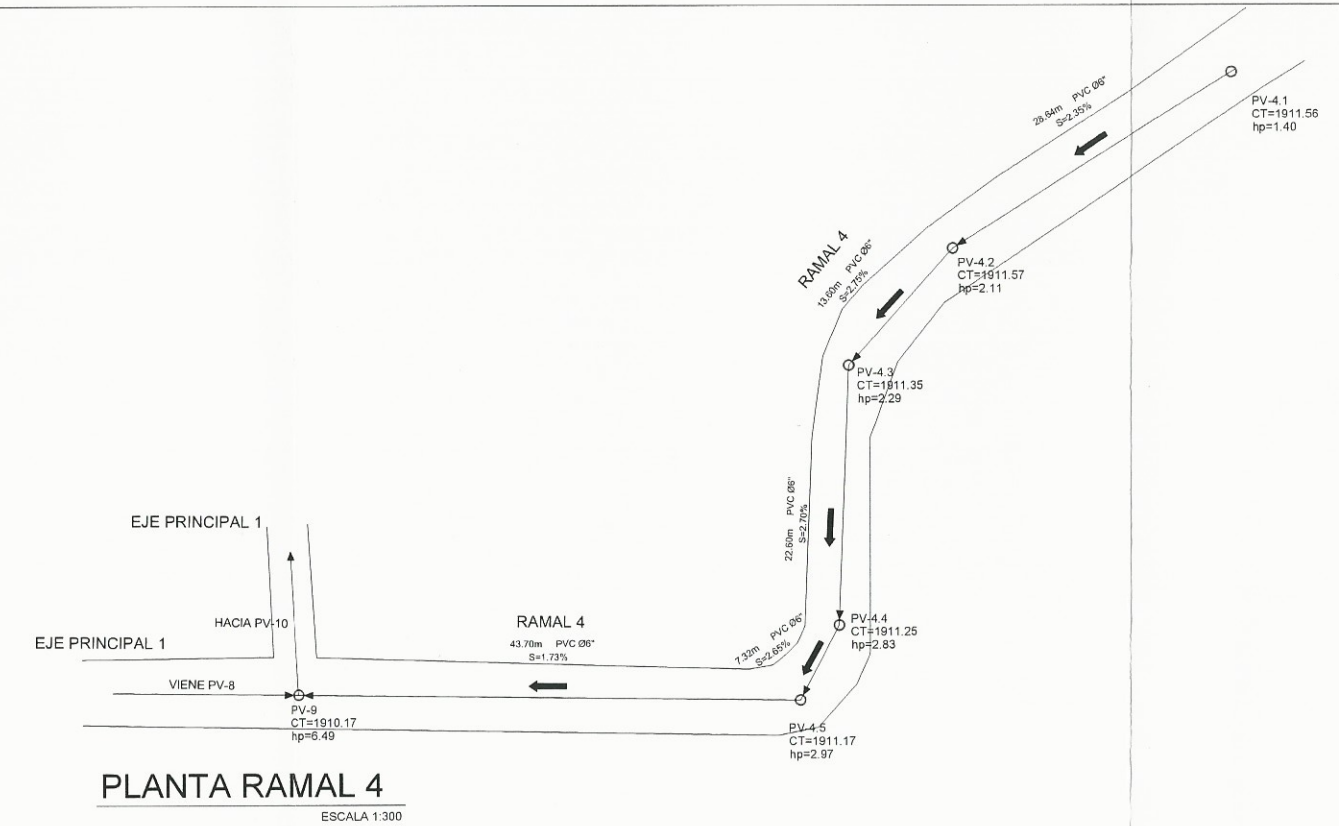 28.64m PVC Ø6"
S=2.35%
PV-4.1
CT=1911.56
hp=1.40
RAMAL 4
13.60m PVC Ø6"
S=2.75%
PV-4.2
CT=1911.57
hp=2.11
PV-4.3
CT=1911.35
hp=2.29
22.60m PVC Ø6"
S=2.70%
EJE PRINCIPAL 1
HACIA PV-10
EJE PRINCIPAL 1
RAMAL 4
43.70m PVC Ø6"
S=1.73%
7.32m PVC Ø6"
S=2.65%
PV-4.4
CT=1911.25
hp=2.83
VIENE PV-8
PV-9
CT=1910.17
hp=6.49
PV-4.5
CT=1911.17
hp=2.97
PLANTA RAMAL 4
ESCALA 1:300